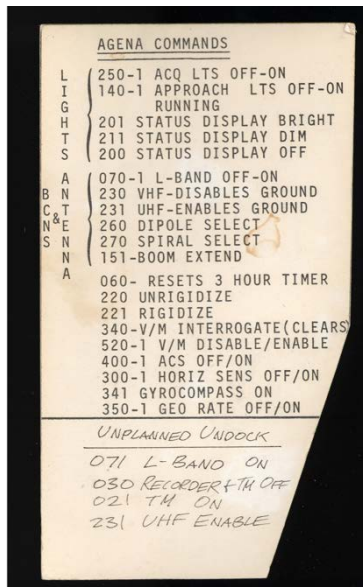 AGENA COMMANDS
LIGHTS
250-1 ACQ LTS OFF-ON
140-1 APPROACH LTS OFF-ON
RUNNING
201 STATUS DISPLAY BRIGHT
211 STATUS DISPLAY DIM
200 STATUS DISPLAY OFF
BCNS & ANTENNA
070-1 L-BAND OFF-ON
230 VHF-DISABLES GROUND
231 UHF-ENABLES GROUND
260 DIPOLE SELECT
270 SPIRAL SELECT
151-BOOM EXTEND
060- RESETS 3 HOUR TIMER
220 UNRIGIDIZE
221 RIGIDIZE
340-V/M INTERROGATE(CLEARS)
520-1 V/M DISABLE/ENABLE
400-1 ACS OFF/ON
300-1 HORIZ SENS OFF/ON
341 GYROCOMPASS ON
350-1 GEO RATE OFF/ON
UNPLANNED UNDOCK
071 L-BAND ON
030 RECORDER + TM OFF
021 TM ON
231 UHF ENABLE